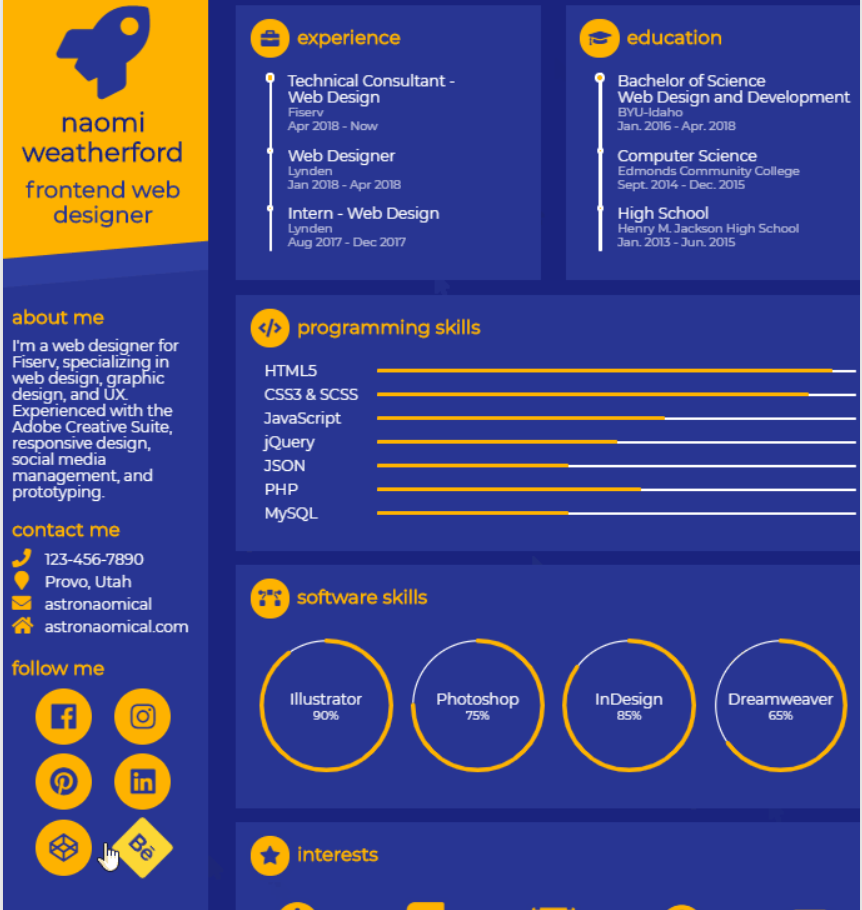 naomi
weatherford
frontend web
designer
about me
I'm a web designer for
Fiserv, specializing in
web design, graphic
design, and UX.
Experienced with the
Adobe Creative Suite,
responsive design,
social media
management, and
prototyping.
contact me
123-456-7890
Provo, Utah
astronaomical
astronaomical.com
follow me
Bē
experience
Technical Consultant -
Web Design
Fiserv
Apr 2018 - Now
Web Designer
Lynden
Jan 2018 - Apr 2018
Intern - Web Design
Lynden
Aug 2017 - Dec 2017
education
Bachelor of Science
Web Design and Development
BYU-Idaho
Jan. 2016 - Apr. 2018
Computer Science
Edmonds Community College
Sept. 2014 - Dec. 2015
High School
Henry M. Jackson High School
Jan. 2013 - Jun. 2015
programming skills
HTML5
CSS3 & SCSS
JavaScript
jQuery
JSON
PHP
MySQL
software skills
Illustrator
90%
Photoshop
75%
InDesign
85%
Dreamweaver
65%
interests